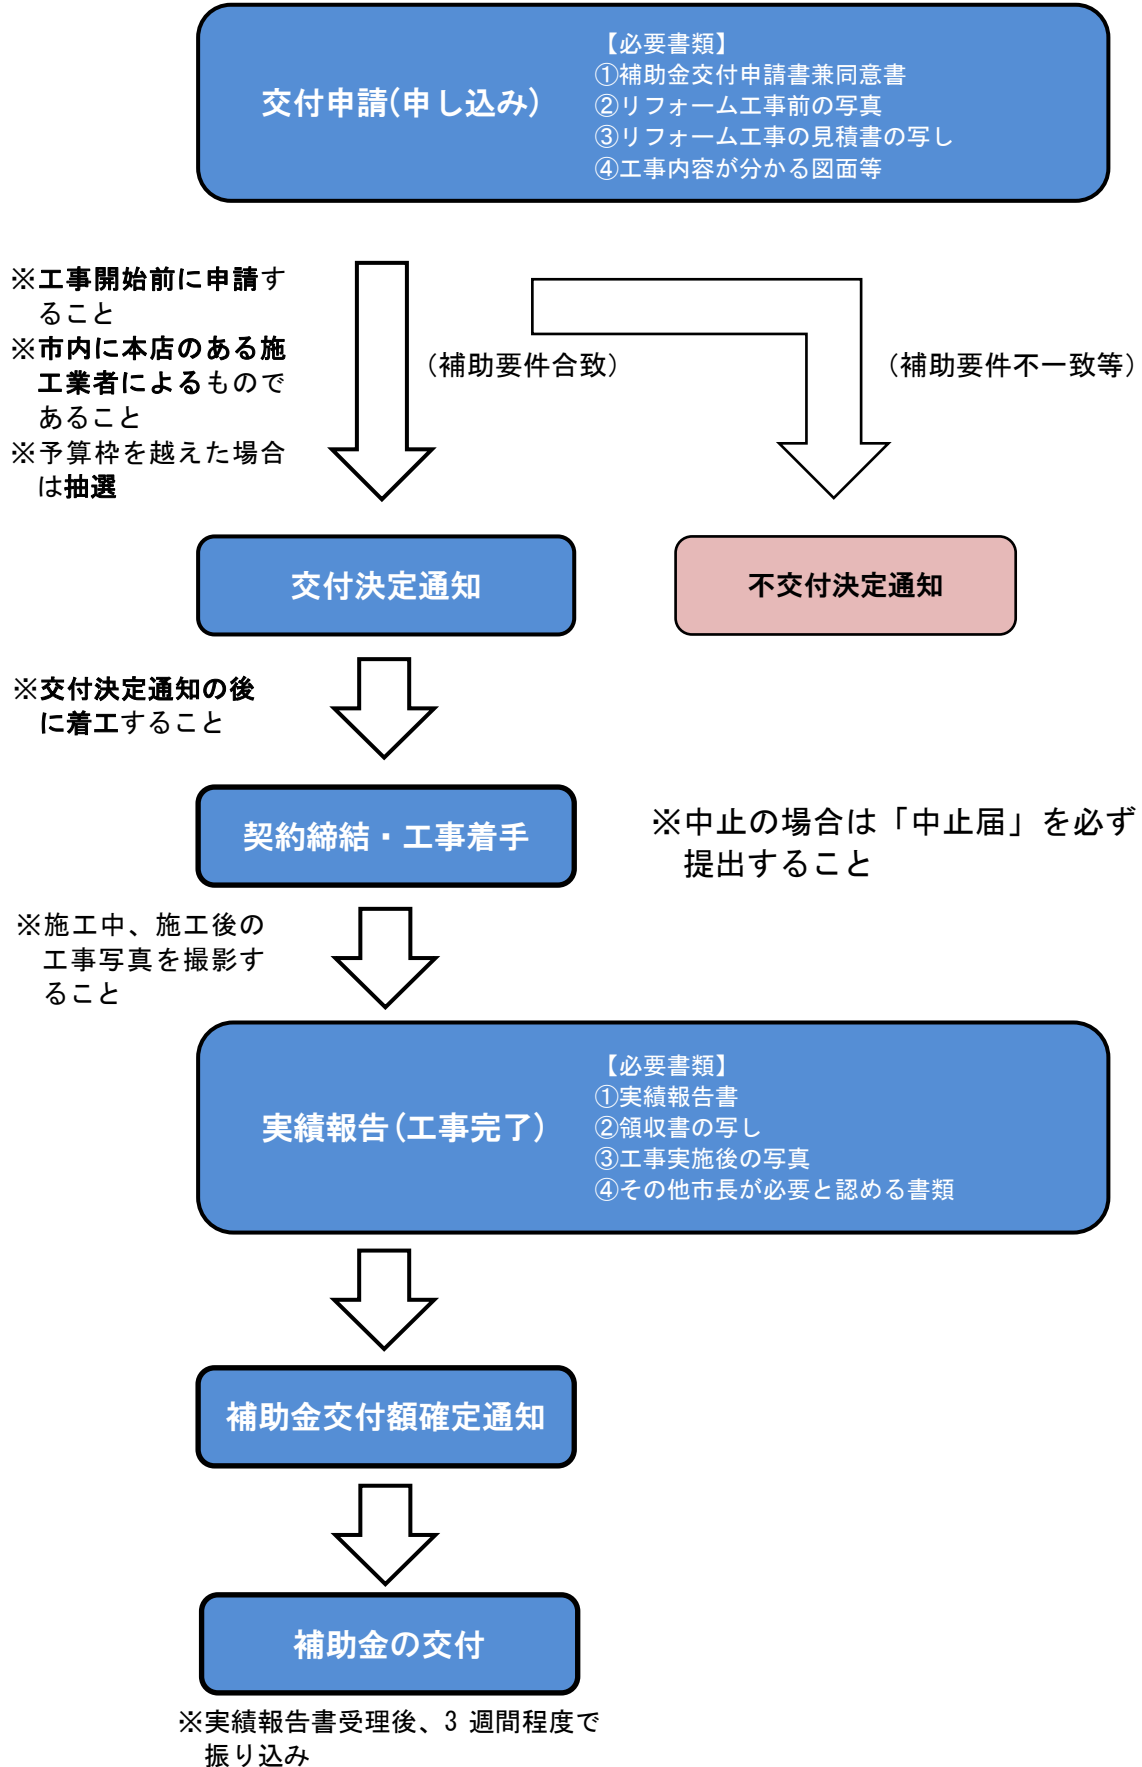 交付申請(申し込み)
【必要書類】
①補助金交付申請書兼同意書
②リフォーム工事前の写真
③リフォーム工事の見積書の写し
④工事内容が分かる図面等
※工事開始前に申請す
ること
※市内に本店のある施
工業者によるもので
あること
※予算枠を越えた場合
は抽選
(補助要件合致)
(補助要件不一致等)
交付決定通知
不交付決定通知
※交付決定通知の後
に着工すること
契約締結・工事着手
※中止の場合は「中止届」を必ず
提出すること
※施工中、施工後の
工事写真を撮影す
ること
実績報告(工事完了)
【必要書類】
①実績報告書
②領収書の写し
③工事実施後の写真
④その他市長が必要と認める書類
補助金交付額確定通知
補助金の交付
※実績報告書受理後、3 週間程度で
振り込み